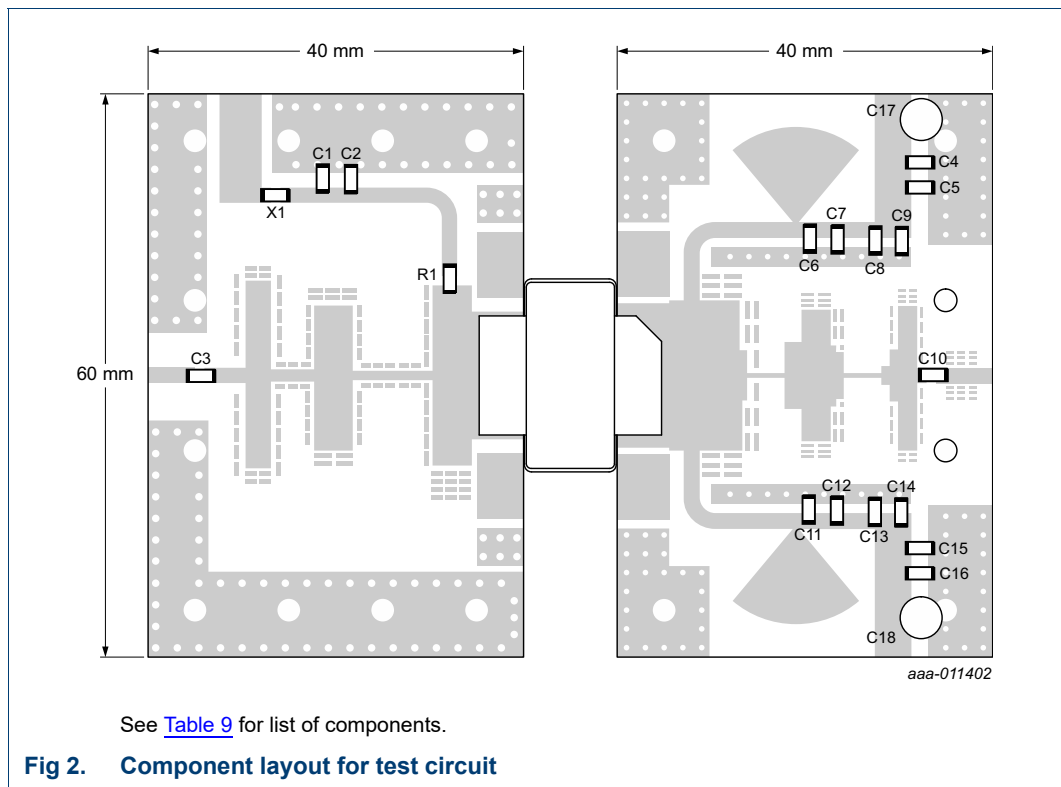 40 mm
40 mm
60 mm
C1
C2
X1
R1
C3
C17
C4
C5
C7
C9
C6
C8
C10
C12
C14
C11
C13
C15
C16
C18
aaa-011402
See Table 9 for list of components.
Fig 2. Component layout for test circuit